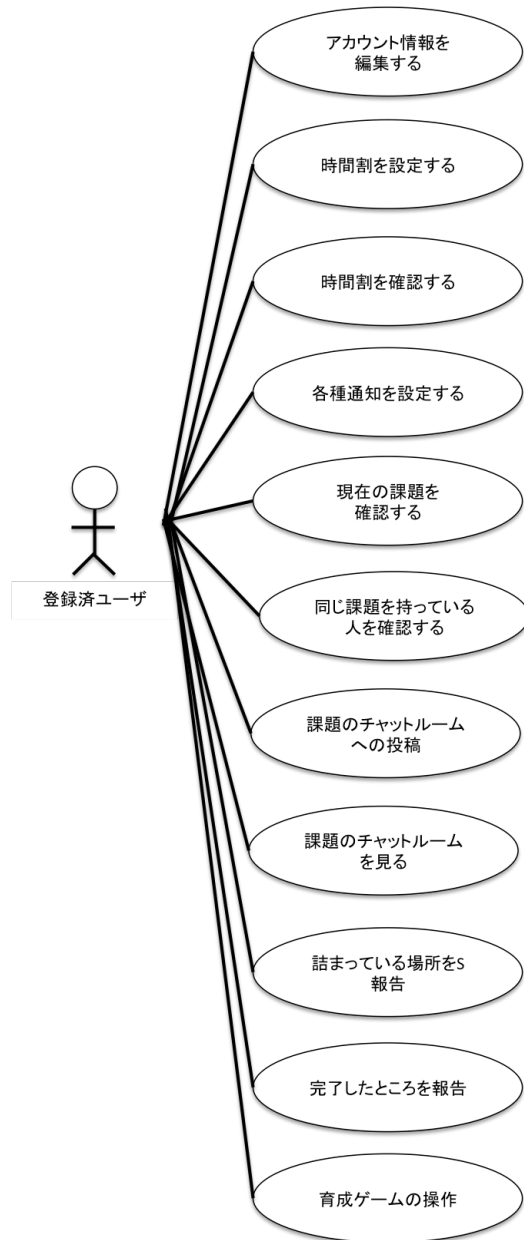 アカウント情報を
編集する
時間割を設定する
時間割を確認する
各種通知を設定する
現在の課題を
確認する
登録済ユーザ
同じ課題を持っている
人を確認する
課題のチャットルーム
への投稿
課題のチャットルーム
を見る
詰まっている場所をS
報告
完了したところを報告
育成ゲームの操作